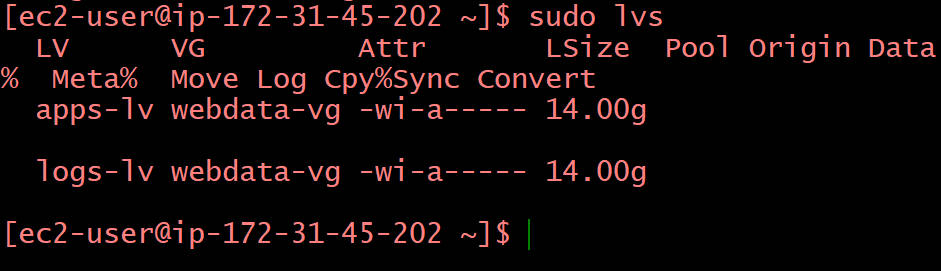 [ec2-user@ip-172-31-45-202 ~]$ sudo lvs
  LV      VG         Attr       LSize  Pool Origin Data
%  Meta%  Move Log Cpy%Sync Convert
  apps-lv webdata-vg -wi-a----- 14.00g
  logs-lv webdata-vg -wi-a----- 14.00g
[ec2-user@ip-172-31-45-202 ~]$